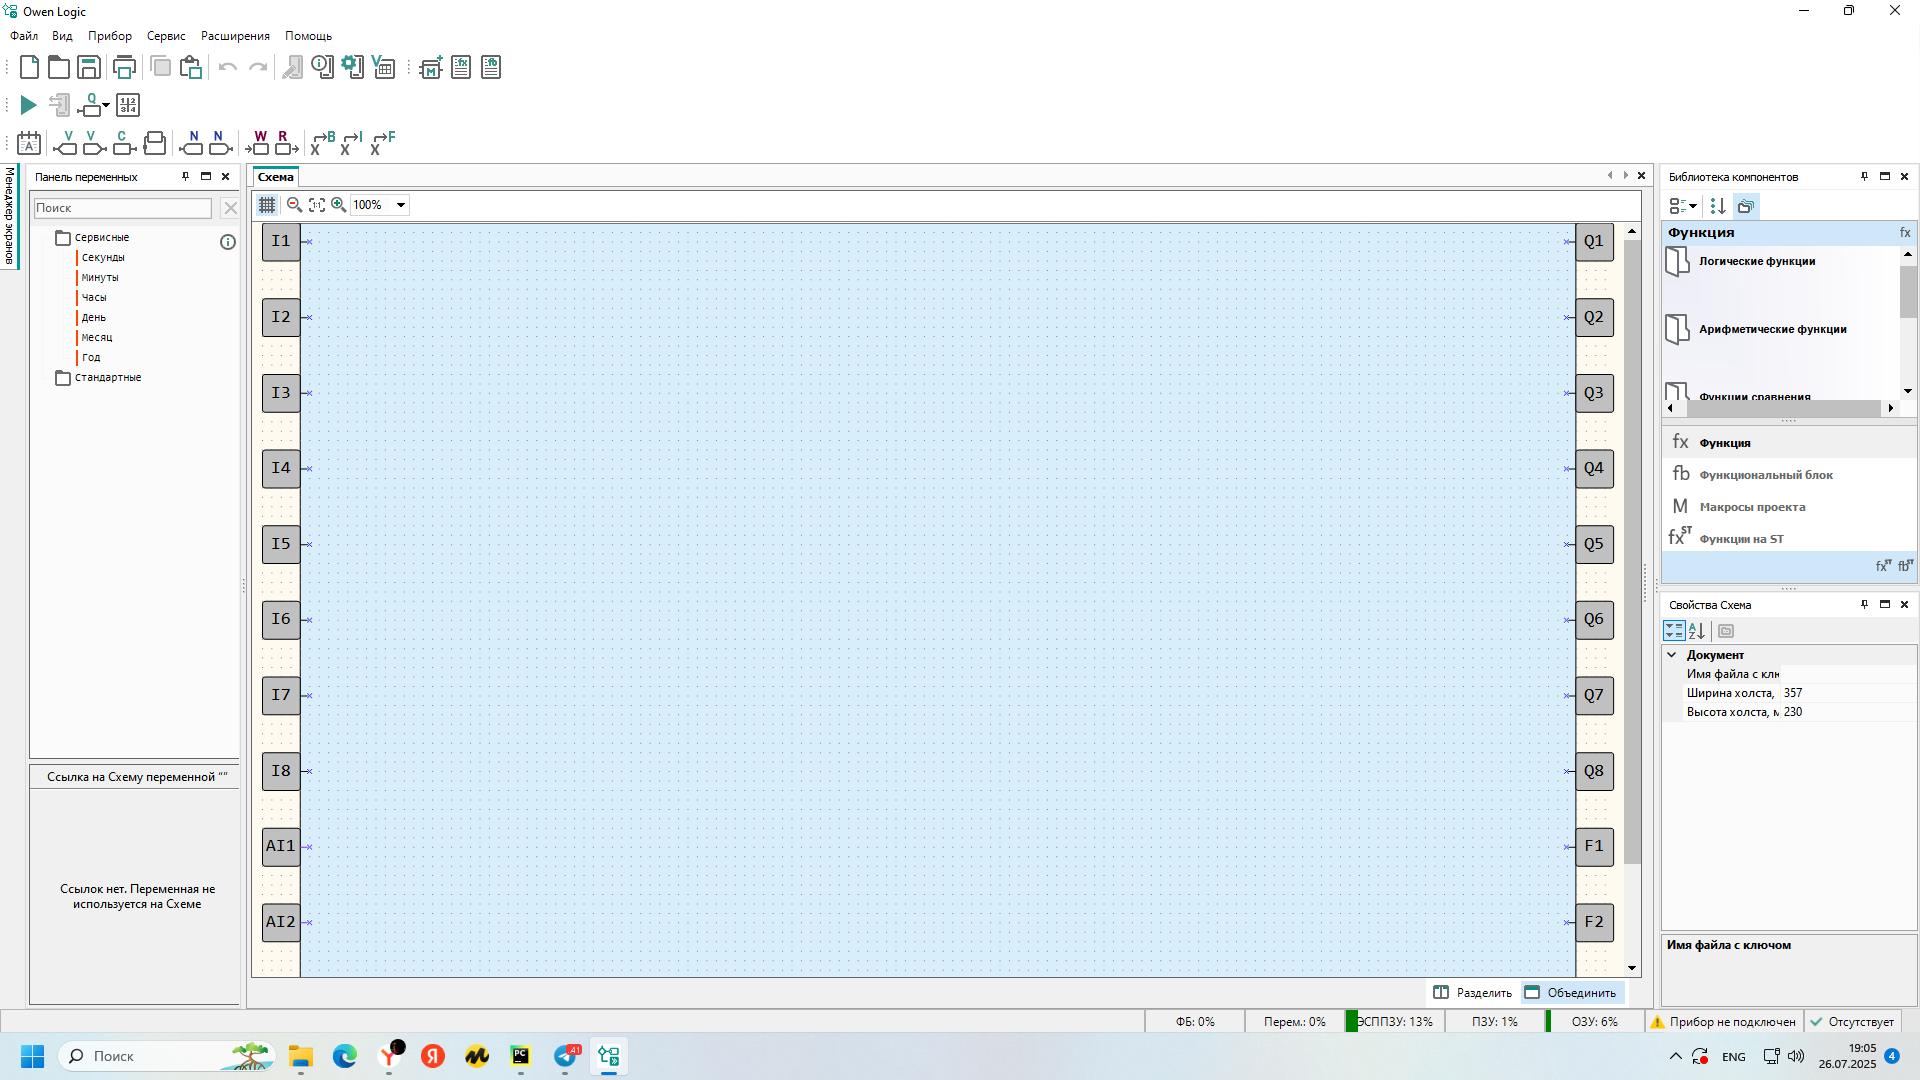 Owen Logic
Файл Вид Прибор Сервис Расширения Помощь
Менеджер экранов
Панель переменных
Поиск
Сервисные
Секунды
Минуты
Часы
День
Месяц
Год
Стандартные
Ссылка на Схему переменной ""
Ссылок нет. Переменная не
используется на Схеме
Схема
100%
I1
I2
I3
I4
I5
I6
I7
I8
AI1
AI2
Q1
Q2
Q3
Q4
Q5
Q6
Q7
Q8
F1
F2
Разделить Объединить
Библиотека компонентов
Функция fx
Логические функции
Арифметические функции
Функции сравнения
fx Функция
fb Функциональный блок
M Макросы проекта
fx ST Функции на ST
fx ST fb ST
Свойства Схема
Документ
Имя файла с клю
Ширина холста, 357
Высота холста, м 230
Имя файла с ключом
ФБ: 0% Перем.: 0% ЭСППЗУ: 13% ПЗУ: 1% ОЗУ: 6% Прибор не подключен Отсутствует
Поиск
ENG
19:05
26.07.2025
4